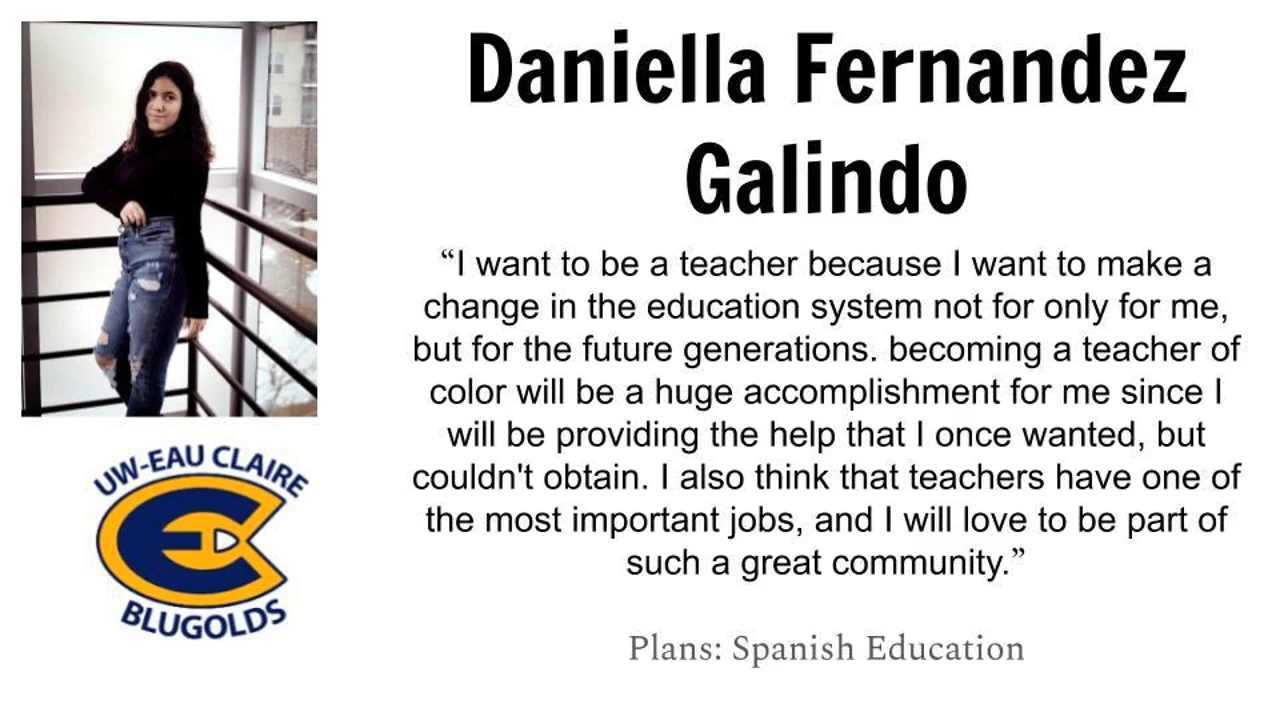 Daniella Fernandez
Galindo
“I want to be a teacher because I want to make a
change in the education system not for only for me,
but for the future generations. becoming a teacher of
color will be a huge accomplishment for me since I
will be providing the help that I once wanted, but
couldn't obtain. I also think that teachers have one of
the most important jobs, and I will love to be part of
such a great community.”
Plans: Spanish Education
UW-EAU CLAIRE
BLUGOLDS